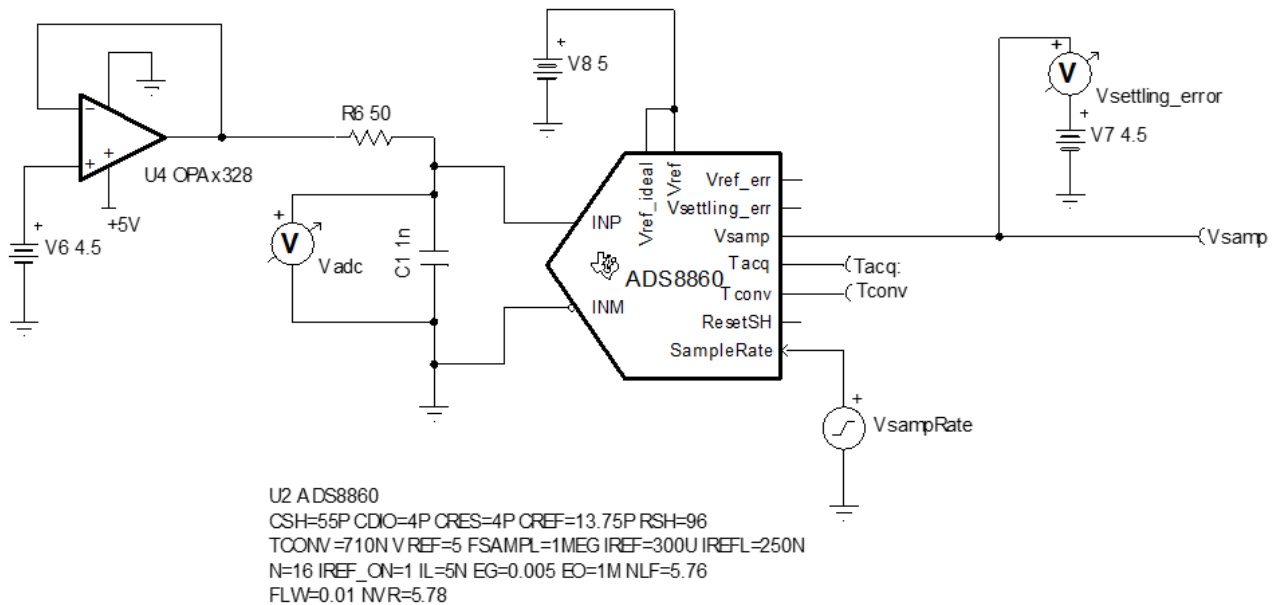 V8 5
+
V
Vsettling_error
V7 4.5
R6 50
U4 OPAx328
+5V
V6 4.5
V
Vadc
C1 1n
INP
INM
ADS8860
Vref_ideal
Vref
Vref_err
Vsettling_err
Vsamp
Tacq
Tconv
ResetSH
SampleRate
Vsamp
Tacq:
Tconv
VsampRate
U2 ADS8860
CSH=55P CDIO=4P CRES=4P CREF=13.75P RSH=96
TCONV=710N VREF=5 FSAMPL=1MEG IREF=300U IREFL=250N
N=16 IREF_ON=1 IL=5N EG=0.005 EO=1M NLF=5.76
FLW=0.01 NVR=5.78